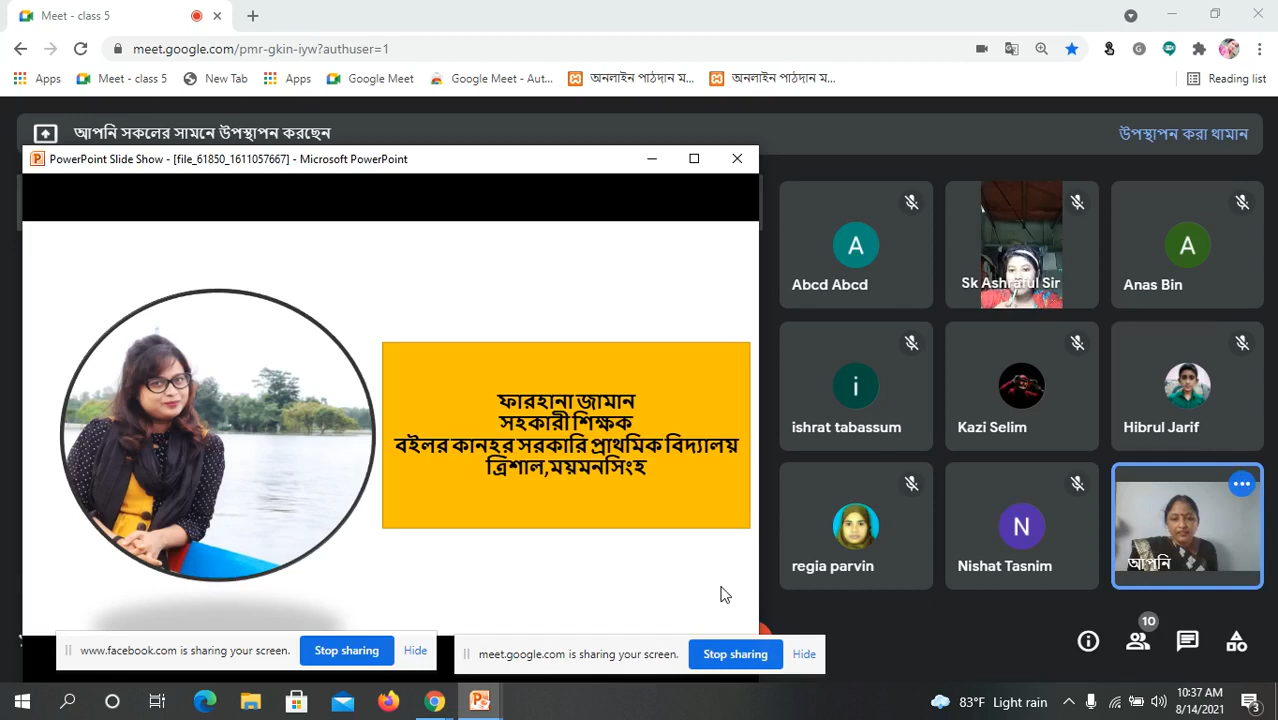 Meet - class 5
meet.google.com/pmr-gkin-iyw?authuser=1
Apps
Meet - class 5
New Tab
Apps
Google Meet
Google Meet - Aut...
অনলাইন পাঠদান ম...
অনলাইন পাঠদান ম...
Reading list
আপনি সকলের সামনে উপস্থাপন করছেন
উপস্থাপন করা থামান
PowerPoint Slide Show - [file_61850_1611057667] - Microsoft PowerPoint
ফারহানা জামান
সহকারী শিক্ষক
বইলর কানহর সরকারি প্রাথমিক বিদ্যালয়
ত্রিশাল,ময়মনসিংহ
A
Abcd Abcd
Sk Ashraful Sir
A
Anas Bin
i
ishrat tabassum
Kazi Selim
Hibrul Jarif
regia parvin
N
Nishat Tasnim
আপনি
10
www.facebook.com is sharing your screen.
Stop sharing
Hide
meet.google.com is sharing your screen.
Stop sharing
Hide
83°F Light rain
10:37 AM
8/14/2021
3